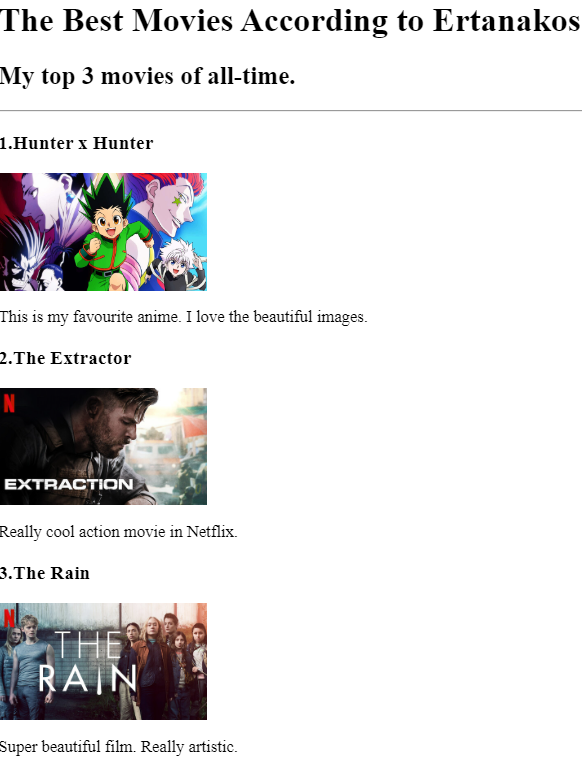 The Best Movies According to Ertanakos
My top 3 movies of all-time.
1.Hunter x Hunter
This is my favourite anime. I love the beautiful images.
2.The Extractor
N
EXTRACTION
Really cool action movie in Netflix.
3.The Rain
N
THE
RAIN
Super beautiful film. Really artistic.